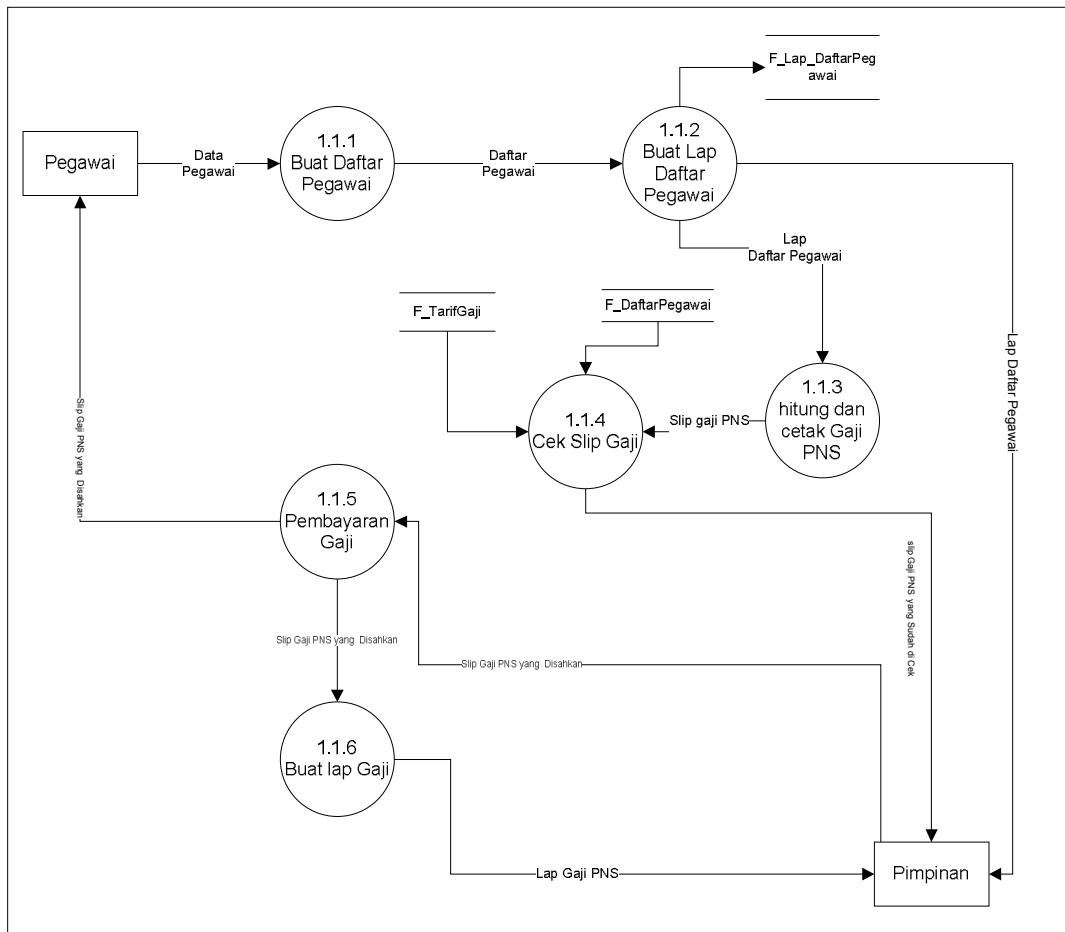 F_Lap_DaftarPeg
awai
Pegawai
Data
Pegawai
1.1.1
Buat Daftar
Pegawai
Daftar
Pegawai
1.1.2
Buat Lap
Daftar
Pegawai
Lap
Daftar Pegawai
F_TarifGaji
F_DaftarPegawai
Lap Daftar Pegawai
1.1.3
hitung dan
cetak Gaji
PNS
Slip gaji PNS
1.1.4
Cek Slip Gaji
Slip Gaji PNS yang Disahkan
1.1.5
Pembayaran
Gaji
slip Gaji PNS yang Sudah di Cek
Slip Gaji PNS yang Disahkan
Slip Gaji PNS yang Disahkan
1.1.6
Buat lap Gaji
Lap Gaji PNS
Pimpinan